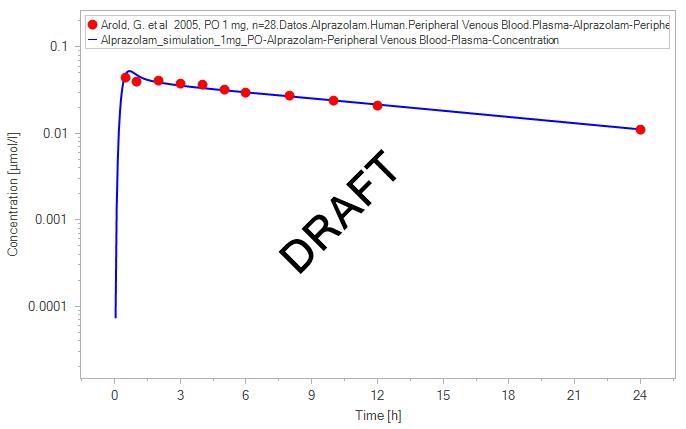 Arold, G. et al  2005, PO 1 mg, n=28.Datos.Alprazolam.Human.Peripheral Venous Blood.Plasma-Alprazolam-Periphe
Alprazolam_simulation_1mg_PO-Alprazolam-Peripheral Venous Blood-Plasma-Concentration
0.1
0.01
0.001
0.0001
Concentration [µmol/l]
DRAFT
0 3 6 9 12 15 18 21 24
Time [h]